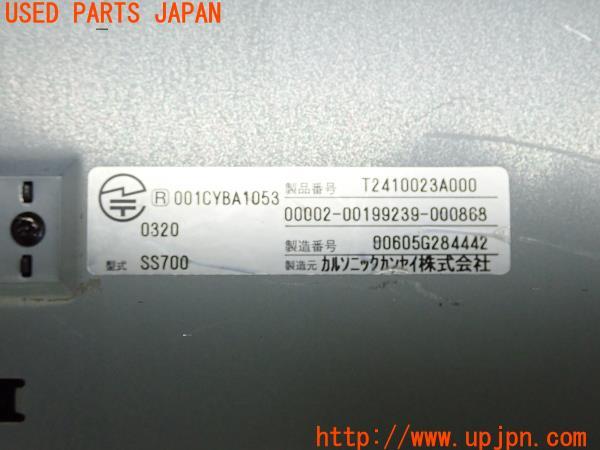 USED PARTS JAPAN
R 001CYBA1053
0320
型式 SS700
製品番号 T2410023A000
00002-00199239-000868
製造番号 90605G284442
製造元 カルソニックカンセイ株式会社
http://www.upjpn.com/